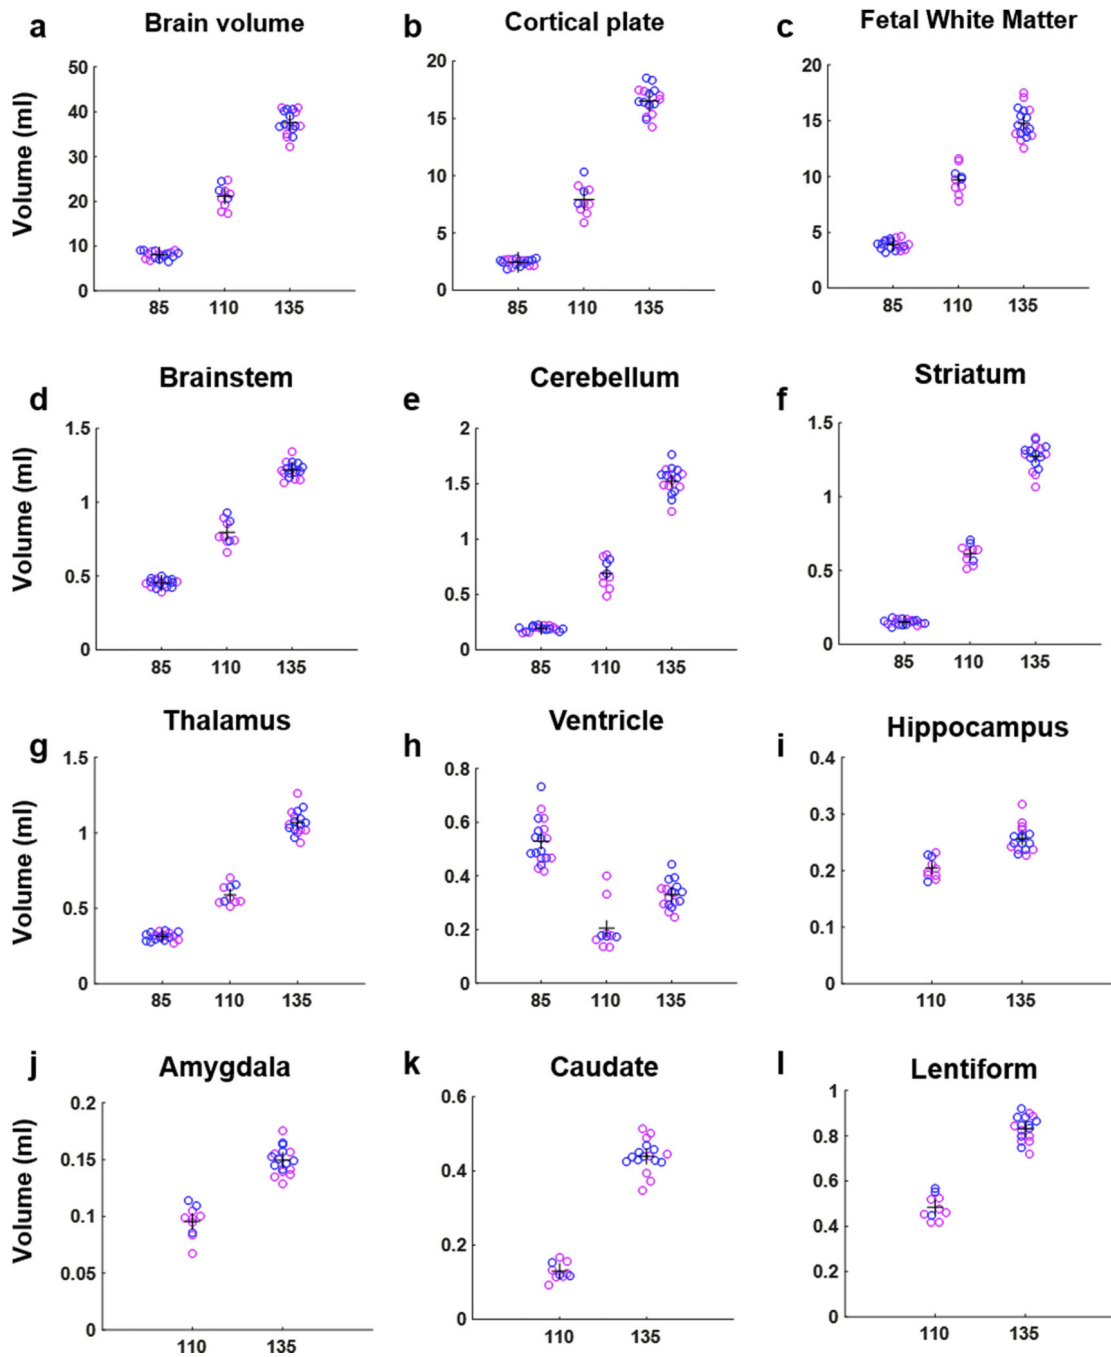 a Brain volume
b Cortical plate
c Fetal White Matter
Volume (ml)
50
40
30
20
10
0
85 110 135
20
15
10
5
0
85 110 135
20
15
10
5
0
85 110 135
d Brainstem
e Cerebellum
f Striatum
Volume (ml)
1.5
1
0.5
0
85 110 135
2
1.5
1
0.5
0
85 110 135
1.5
1
0.5
0
85 110 135
g Thalamus
h Ventricle
i Hippocampus
Volume (ml)
1.5
1
0.5
0
85 110 135
0.8
0.6
0.4
0.2
0
85 110 135
0.4
0.3
0.2
0.1
0
110 135
j Amygdala
k Caudate
l Lentiform
Volume (ml)
0.2
0.15
0.1
0.05
0
110 135
0.6
0.4
0.2
0
110 135
1
0.8
0.6
0.4
0.2
0
110 135